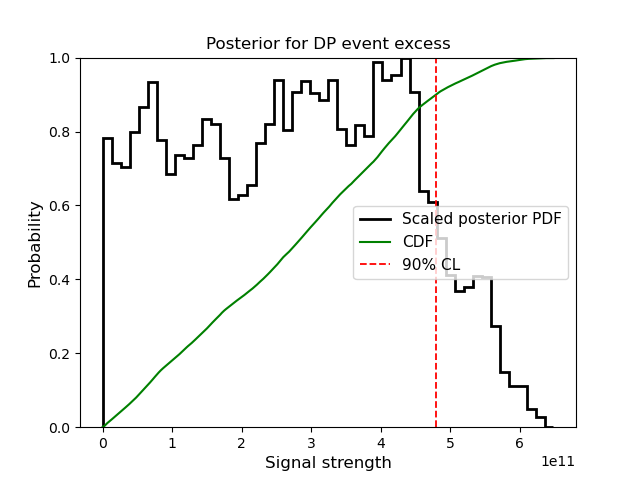 Posterior for DP event excess
1.0
0.8
0.6
0.4
0.2
0.0
Probability
Scaled posterior PDF
CDF
90% CL
0 1 2 3 4 5 6
1e11
Signal strength